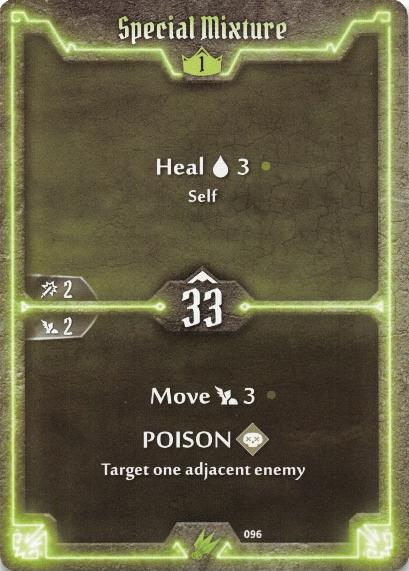 Special Mixture
1
Heal 3
Self
2
33
2
Move 3
POISON
Target one adjacent enemy
096